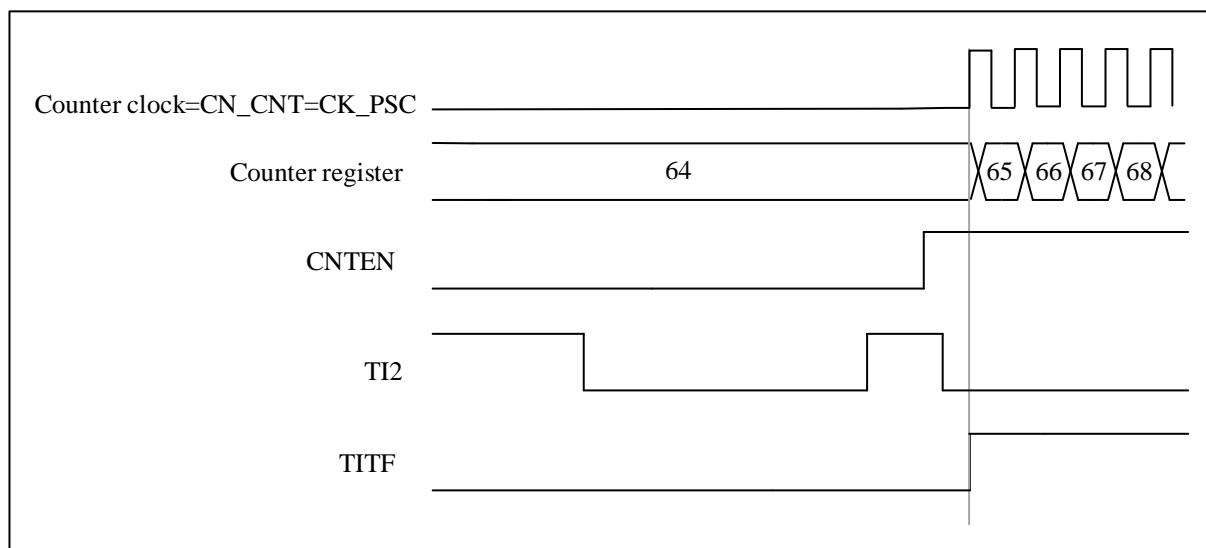 Counter clock=CN_CNT=CK_PSC
Counter register 64 65 66 67 68
CNTEN
TI2
TITF